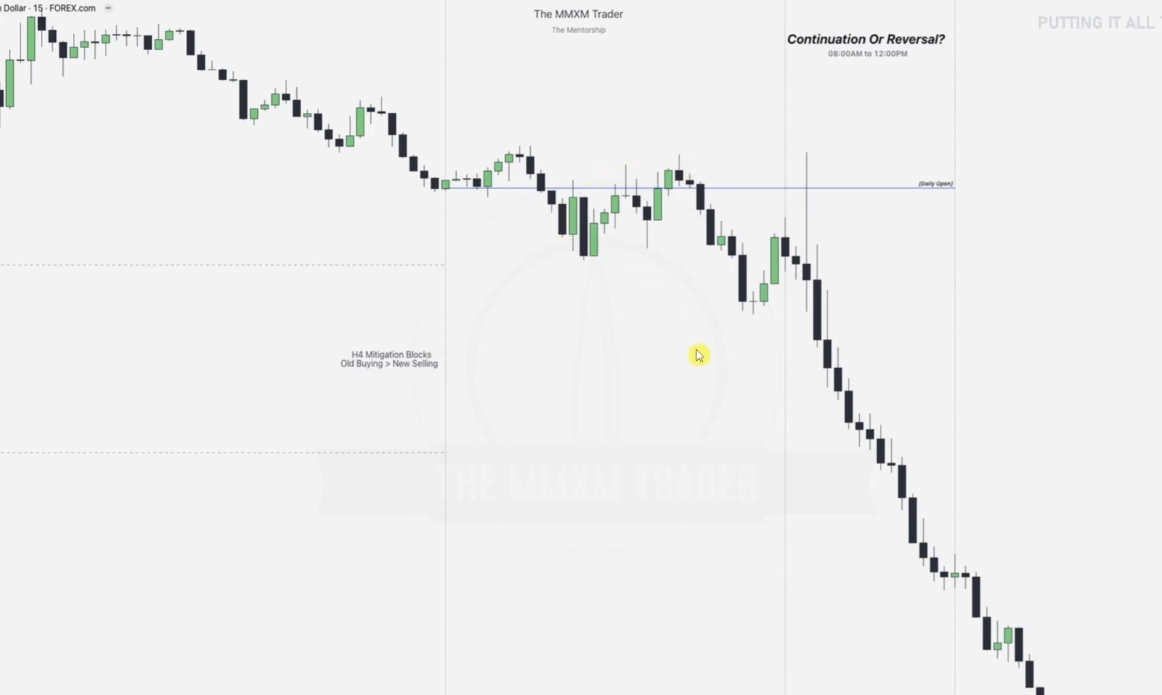 n Dollar · 15 · FOREX.com
The MMXM Trader
The Mentorship
PUTTING IT ALL
Continuation Or Reversal?
08:00AM to 12:00PM
[Daily Open]
H4 Mitigation Blocks
Old Buying > New Selling
THE MMXM TRADER